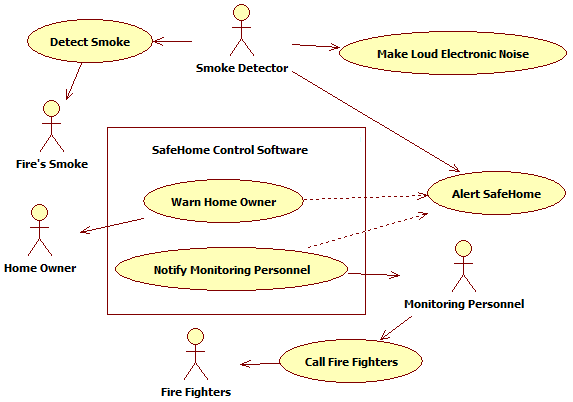 Detect Smoke
Make Loud Electronic Noise
Smoke Detector
Fire's Smoke
SafeHome Control Software
Warn Home Owner
Alert SafeHome
Home Owner
Notify Monitoring Personnel
Monitoring Personnel
Call Fire Fighters
Fire Fighters